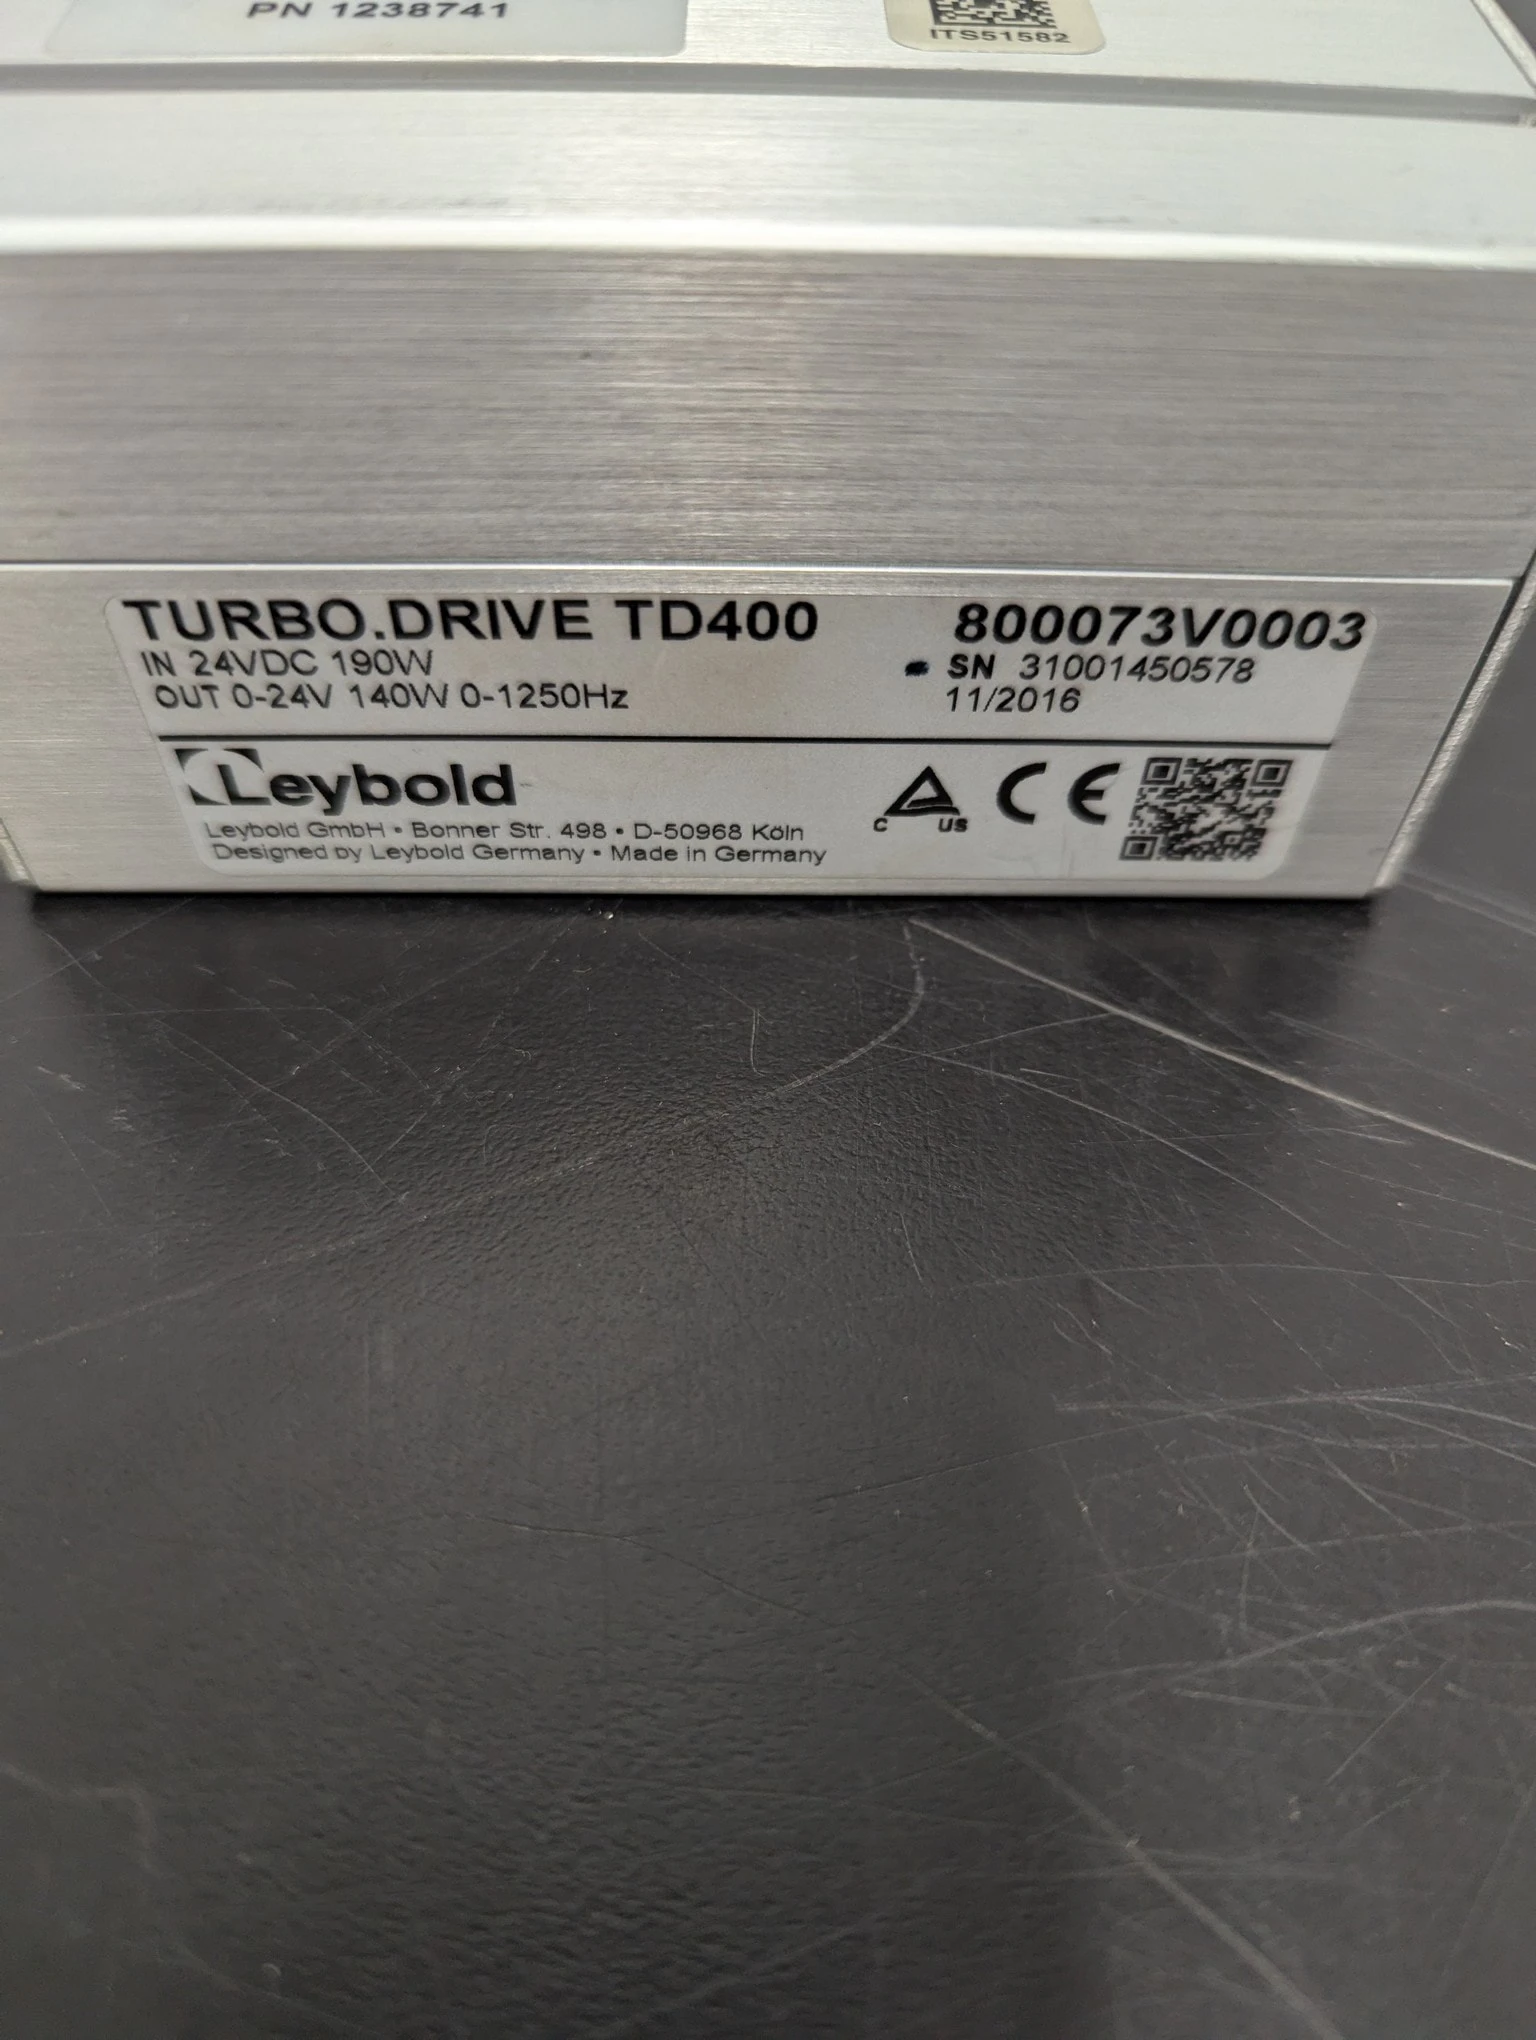 PN 1238741
ITS51582
TURBO.DRIVE TD400
IN 24VDC 190W
OUT 0-24V 140W 0-1250Hz
800073V0003
SN 31001450578
11/2016
Leybold
Leybold GmbH • Bonner Str. 498 • D-50968 Köln
Designed by Leybold Germany • Made in Germany
C US
CE